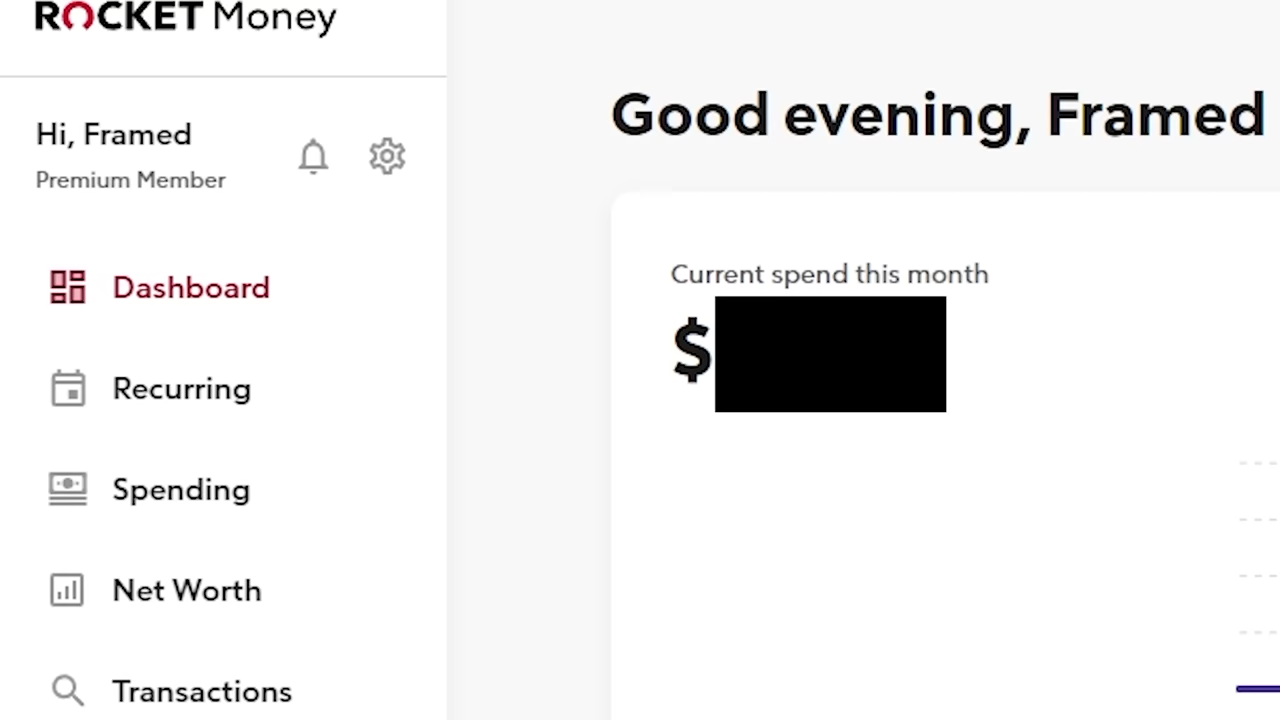 ROCKET Money
Hi, Framed
Premium Member
Dashboard
Recurring
Spending
Net Worth
Transactions
Good evening, Framed
Current spend this month
$